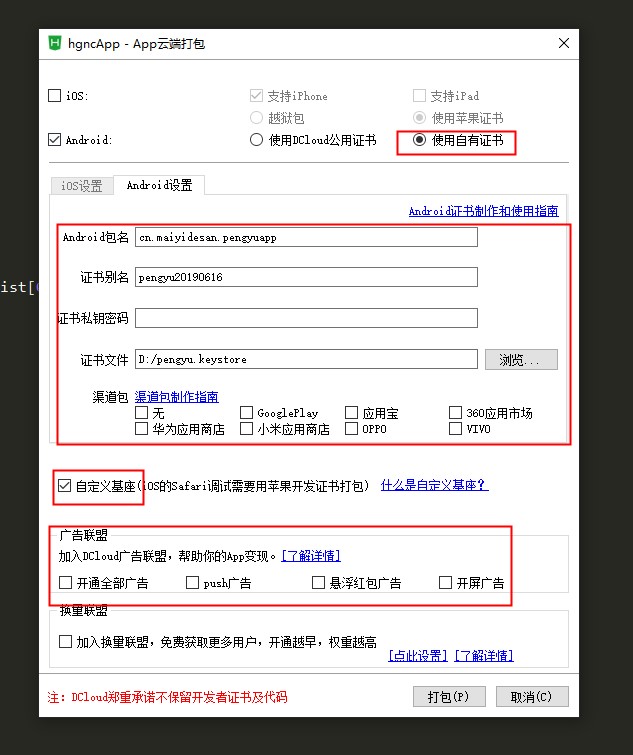 hgncApp - App云端打包
iOS: 支持iPhone 支持iPad
越狱包 使用苹果证书
Android: 使用DCloud公用证书 使用自有证书
iOS设置 Android设置
Android证书制作和使用指南
Android包名 cn.maiyidesan.pengyuapp
证书别名 pengyu20190616
ist[
证书私钥密码
证书文件 D:/pengyu.keystore 浏览...
渠道包 渠道包制作指南
无 GooglePlay 应用宝 360应用市场
华为应用商店 小米应用商店 OPPO VIVO
自定义基座(iOS的Safari调试需要用苹果开发证书打包) 什么是自定义基座？
广告联盟
加入DCloud广告联盟，帮助你的App变现。[了解详情]
开通全部广告 push广告 悬浮红包广告 开屏广告
换量联盟
加入换量联盟，免费获取更多用户，开通越早，权重越高
[点此设置] [了解详情]
注：DCloud郑重承诺不保留开发者证书及代码 打包(P) 取消(C)